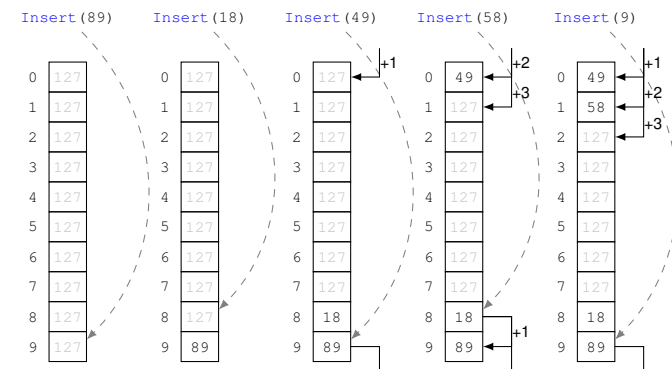 Insert(89) Insert(18) Insert(49) Insert(58) Insert(9)
+1 +2 +1
0 127 0 127 0 127 0 49 0 49
+3 +2
1 127 1 127 1 127 1 127 1 58
+3
2 127 2 127 2 127 2 127 2 127
3 127 3 127 3 127 3 127 3 127
4 127 4 127 4 127 4 127 4 127
5 127 5 127 5 127 5 127 5 127
6 127 6 127 6 127 6 127 6 127
7 127 7 127 7 127 7 127 7 127
8 127 8 127 8 18 8 18 8 18
+1
9 127 9 89 9 89 9 89 9 89